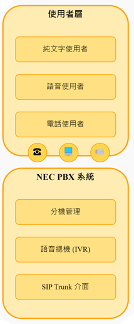 使用者層
純文字使用者
語音使用者
電話使用者
NEC PBX 系統
分機管理
語音總機 (IVR)
SIP Trunk 介面